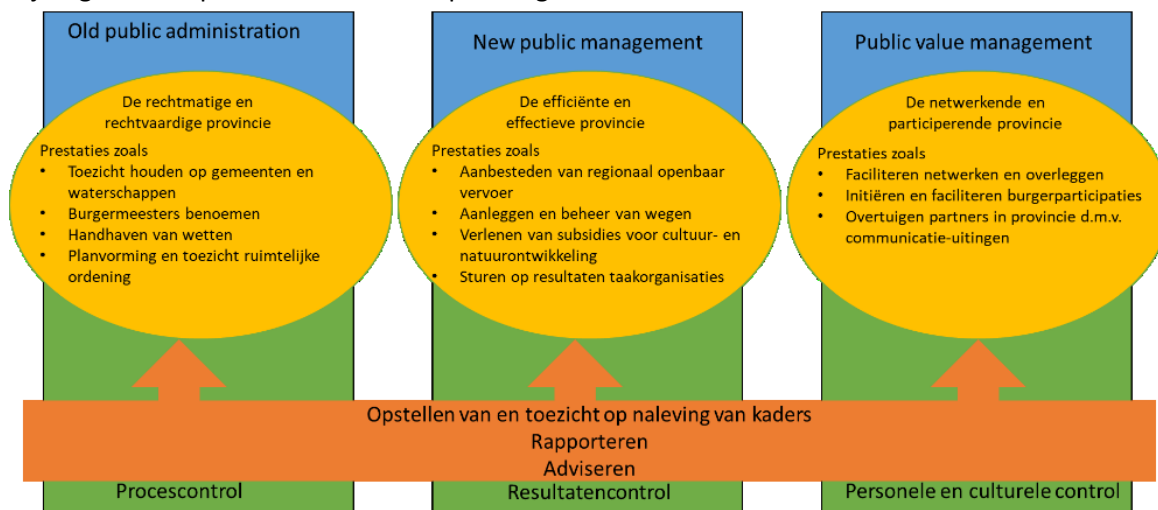 Old public administration
De rechtmatige en
rechtvaardige provincie
Prestaties zoals
• Toezicht houden op gemeenten en
waterschappen
• Burgermeesters benoemen
• Handhaven van wetten
• Planvorming en toezicht ruimtelijke
ordening
New public management
De efficiënte en
effectieve provincie
Prestaties zoals
• Aanbesteden van regionaal openbaar
vervoer
• Aanleggen en beheer van wegen
• Verlenen van subsidies voor cultuur- en
natuurontwikkeling
• Sturen op resultaten taakorganisaties
Public value management
De netwerkende en
participerende provincie
Prestaties zoals
• Faciliteren netwerken en overleggen
• Initiëren en faciliteren burgerparticipaties
• Overtuigen partners in provincie d.m.v.
communicatie-uitingen
Opstellen van en toezicht op naleving van kaders
Rapporteren
Adviseren
Procescontrol
Resultatencontrol
Personele en culturele control